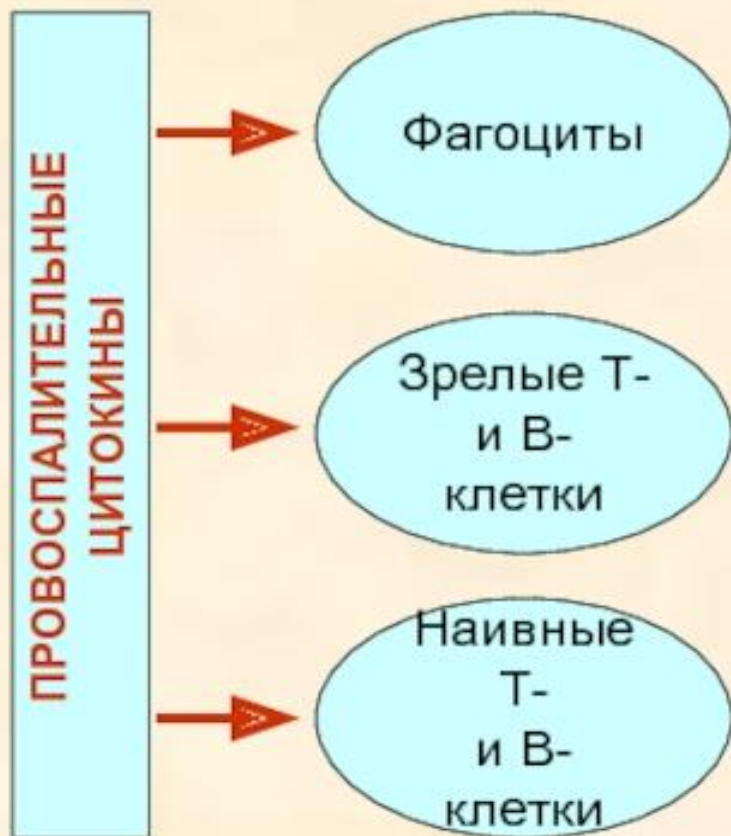 ПРОВОСПАЛИТЕЛЬНЫЕ
ЦИТОКИНЫ
Фагоциты
Зрелые Т-
и В-
клетки
Наивные
Т-
и В-
клетки